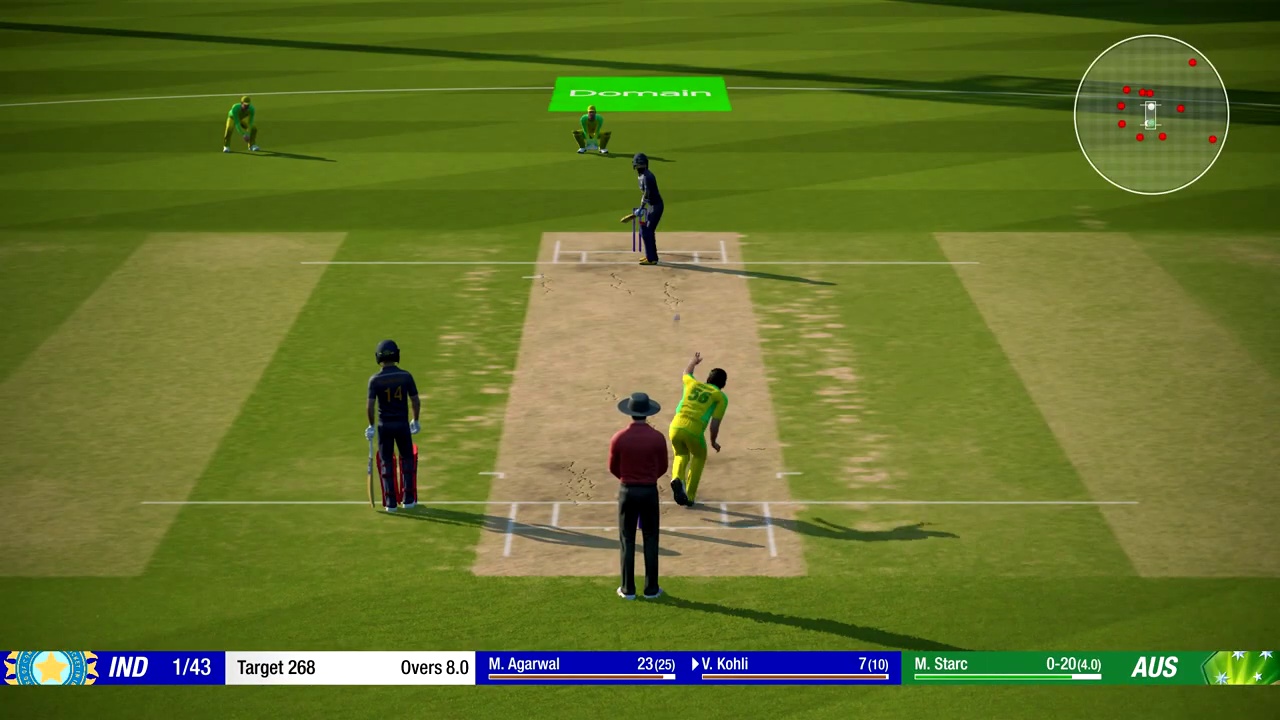 Domain
14
56
IND 1/43 Target 268 Overs 8.0 M. Agarwal 23(25) V. Kohli 7(10) M. Starc 0-20(4.0) AUS